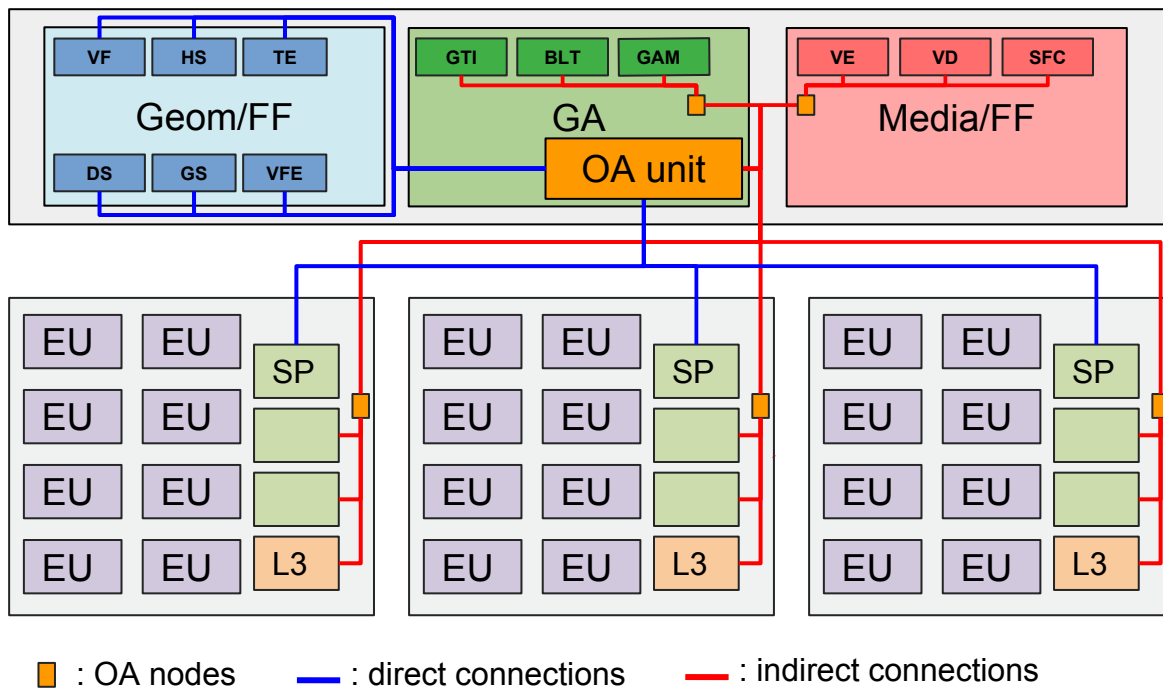 VF HS TE
Geom/FF
DS GS VFE
GTI BLT GAM
GA
OA unit
VE VD SFC
Media/FF
EU EU
SP
EU EU
EU EU
EU EU
L3
EU EU
SP
EU EU
EU EU
EU EU
L3
EU EU
SP
EU EU
EU EU
EU EU
L3
: OA nodes : direct connections : indirect connections